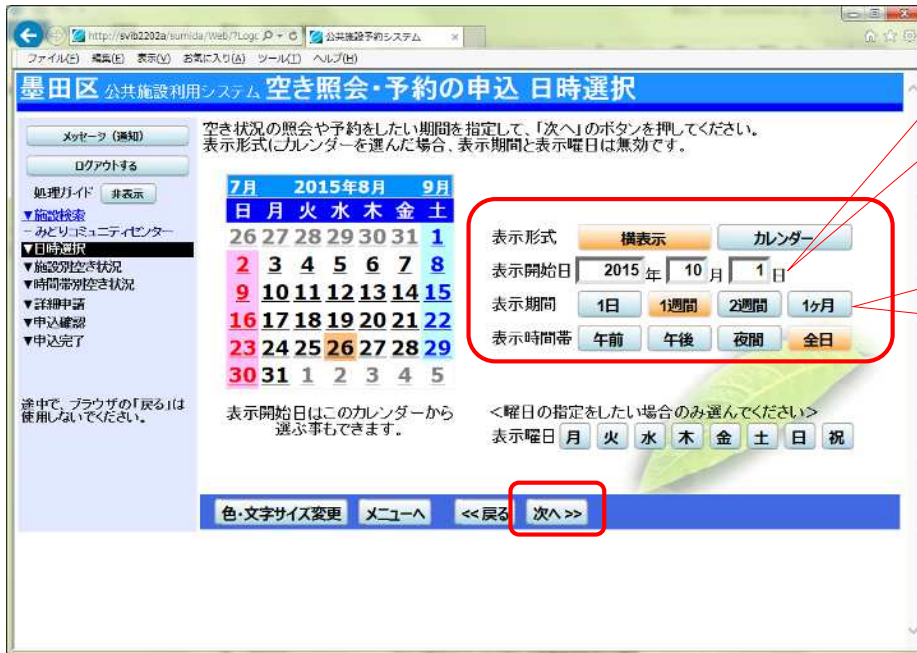 http://svib2202a/sumida/Web/?Logc
公共施設予約システム
ファイル(F) 編集(E) 表示(V) お気に入り(A) ツール(T) ヘルプ(H)
墨田区 公共施設利用システム 空き照会・予約の申込 日時選択
メッセージ (通知)
ログアウトする
処理ガイド 非表示
▼施設検索
－みどりコミュニティセンター
▼日時選択
▼施設別空き状況
▼時間帯別空き状況
▼詳細申請
▼申込確認
▼申込完了
途中で、ブラウザの「戻る」は
使用しないでください。
空き状況の照会や予約をしたい期間を指定して、「次へ」のボタンを押してください。
表示形式にカレンダーを選んだ場合、表示期間と表示曜日は無効です。
7月 2015年8月 9月
日 月 火 水 木 金 土
26 27 28 29 30 31 1
2 3 4 5 6 7 8
9 10 11 12 13 14 15
16 17 18 19 20 21 22
23 24 25 26 27 28 29
30 31 1 2 3 4 5
表示開始日はこのカレンダーから
選ぶ事もできます。
表示形式 横表示 カレンダー
表示開始日 2015 年 10 月 1 日
表示期間 1日 1週間 2週間 1ヶ月
表示時間帯 午前 午後 夜間 全日
<曜日の指定をしたい場合のみ選んでください>
表示曜日 月 火 水 木 金 土 日 祝
色・文字サイズ変更 メニューへ <<戻る 次へ >>